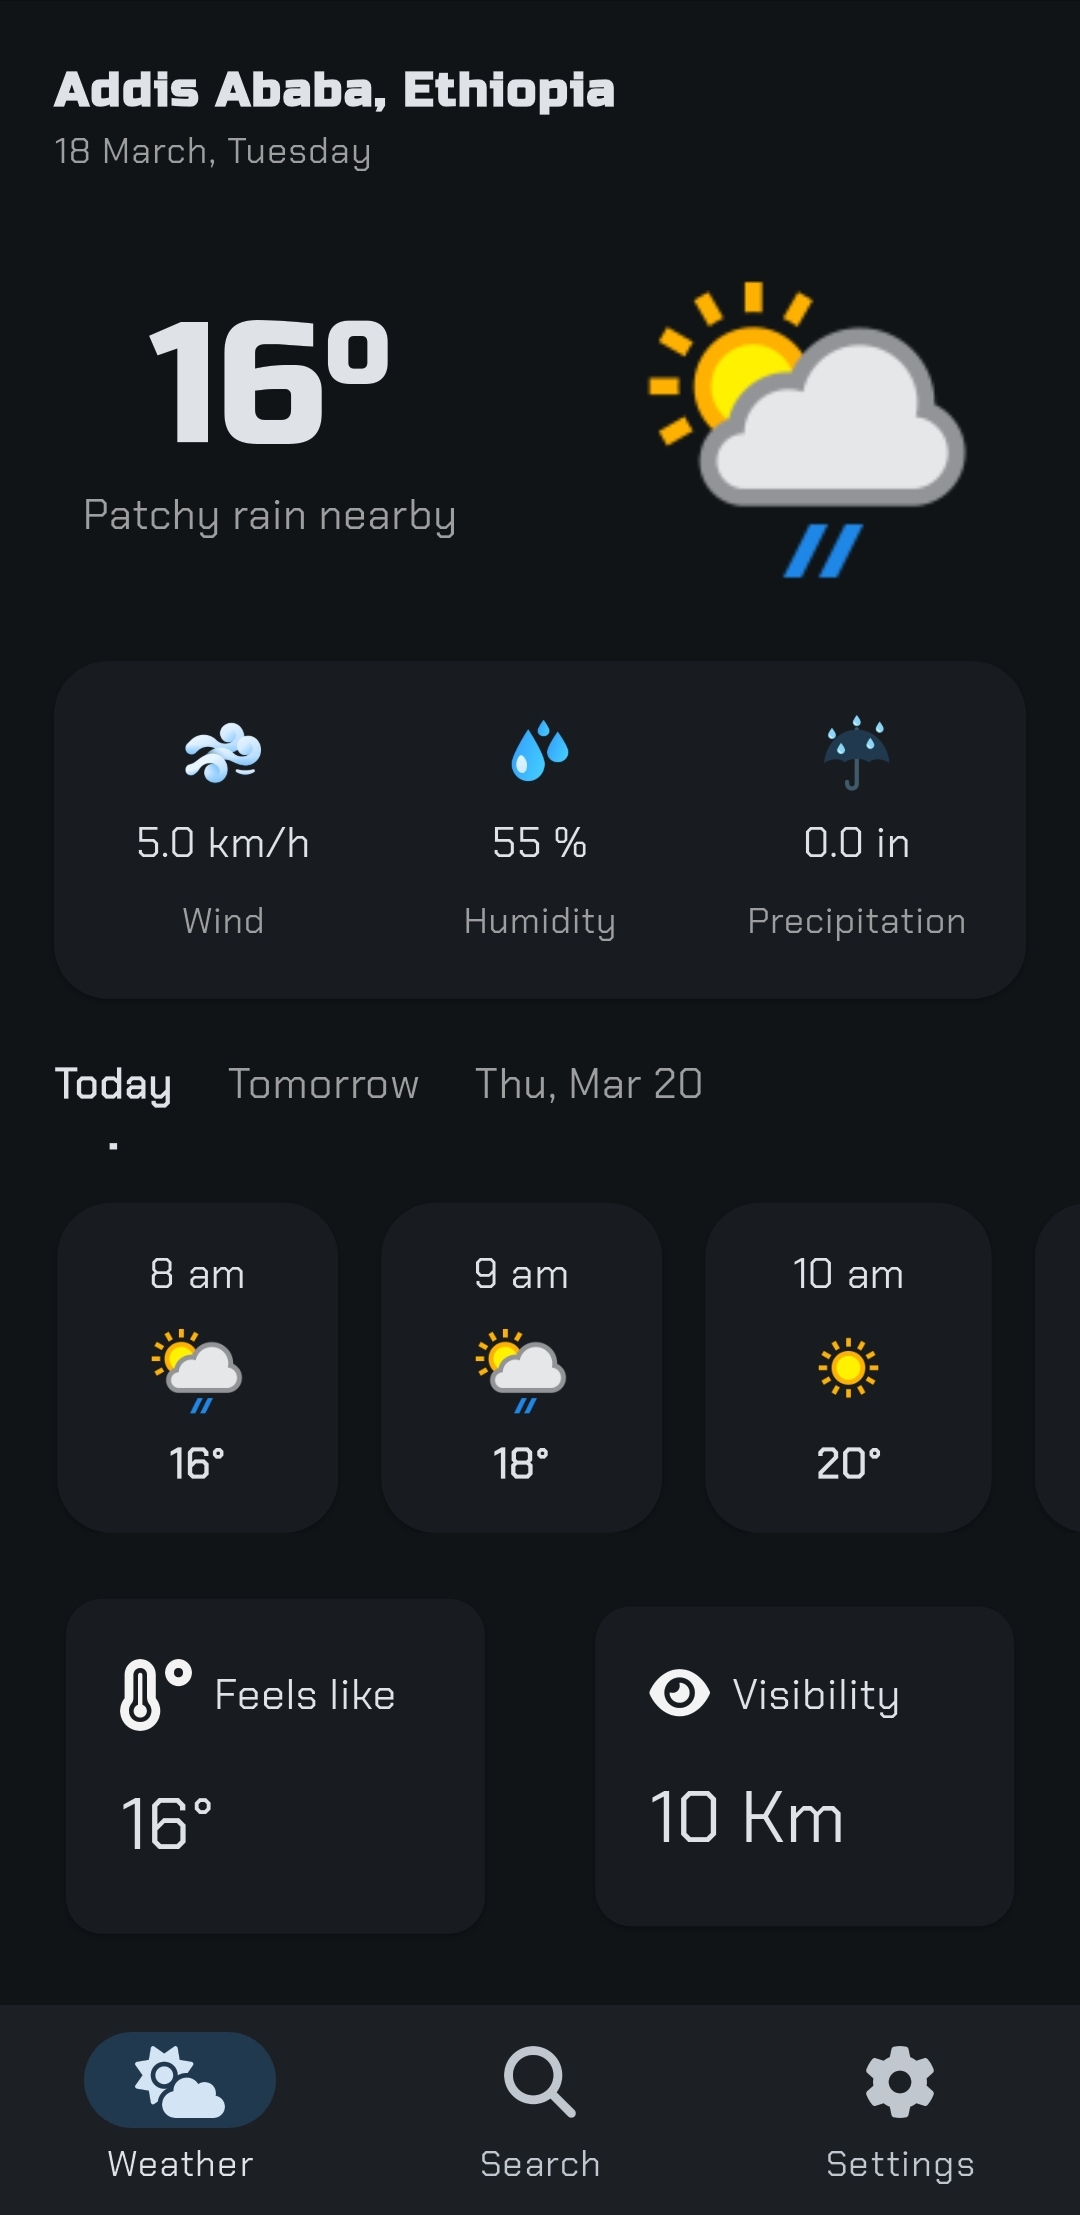 Addis Ababa, Ethiopia
18 March, Tuesday
16°
Patchy rain nearby
5.0 km/h 55 % 0.0 in
Wind Humidity Precipitation
Today Tomorrow Thu, Mar 20
8 am 9 am 10 am
16° 18° 20°
Feels like Visibility
16° 10 Km
Weather Search Settings